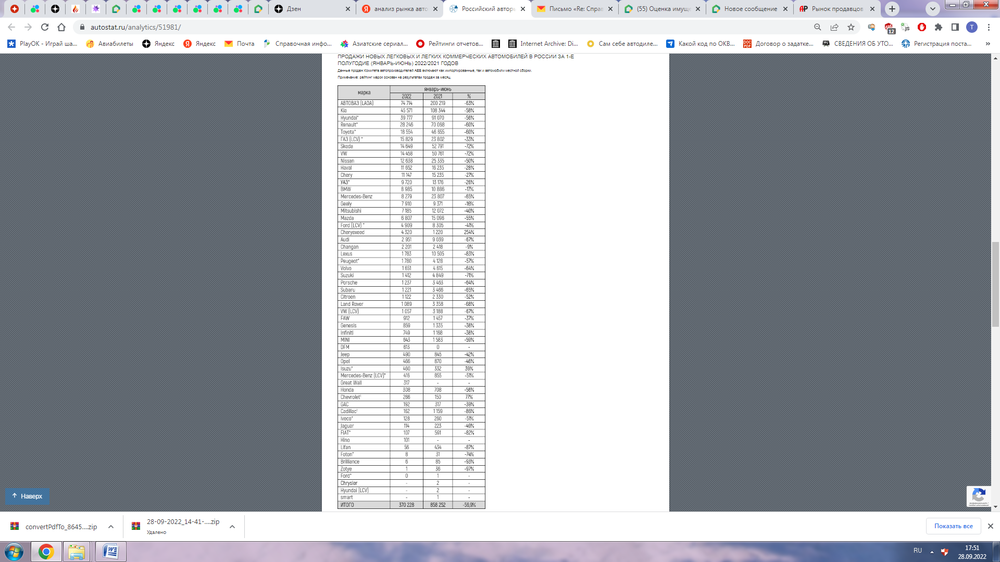 Дзен
анализ рынка авто
Российский авторы
Письмо «Re: Спра
(55) Оценка имуще
Новое сообщение
Рынок продавцов
autostat.ru/analytics/51981/
12
JS
T
PlayOK - Играй ша...
Авиабилеты
Яндекс
Яндекс
Почта
Справочная инфо...
Азиатские сериал...
Рейтинги отчетов...
Internet Archive: Di...
Сам себе автодиле...
Какой код по ОКВ...
DOC PDF
Договор о задатке...
СВЕДЕНИЯ ОБ УТО...
Регистрация поста...
»
ПРОДАЖИ НОВЫХ ЛЕГКОВЫХ И ЛЕГКИХ КОММЕРЧЕСКИХ АВТОМОБИЛЕЙ В РОССИИ ЗА 1-Е
ПОЛУГОДИЕ (ЯНВАРЬ-ИЮНЬ) 2022/2021 ГОДОВ
Данные продаж Комитета автопроизводителей АЕБ включают как импортированные, так и автомобили местной сборки.
Примечание: рейтинг марок основан на результатах продаж за месяц.
марка январь-июнь
2022 2021 %
АВТОВАЗ (LADA) 74 714 200 219 -63%
Kia 45 571 108 344 -58%
Hyundai* 39 777 91 070 -56%
Renault* 28 246 70 068 -60%
Toyota* 18 554 46 655 -60%
ГАЗ (LCV) * 15 829 23 802 -33%
Skoda 14 649 52 791 -72%
VW 14 458 50 761 -72%
Nissan 12 638 25 335 -50%
Haval 11 652 16 235 -28%
Chery 11 147 15 235 -27%
УАЗ* 9 720 13 176 -26%
BMW 8 985 10 886 -17%
Mercedes-Benz 8 279 23 807 -65%
Geely 7 910 9 371 -16%
Mitsubishi 7 185 12 072 -40%
Mazda 6 807 15 096 -55%
Ford (LCV) * 4 909 8 305 -41%
Cheryexeed 4 320 1 220 254%
Audi 2 951 9 039 -67%
Changan 2 201 2 418 -9%
Lexus 1 783 10 505 -83%
Peugeot* 1 780 4 128 -57%
Volvo 1 651 4 615 -64%
Suzuki 1 412 4 849 -71%
Porsche 1 237 3 463 -64%
Subaru 1 221 3 466 -65%
Citroen 1 122 2 330 -52%
Land Rover 1 089 3 358 -68%
VW (LCV) 1 057 3 188 -67%
FAW 912 1 457 -37%
Genesis 859 1 335 -36%
Infiniti 749 1 168 -36%
MINI 643 1 583 -59%
DFM 613 0 -
Jeep 490 845 -42%
Opel 466 870 -46%
Isuzu* 460 332 39%
Mercedes-Benz (LCV)* 416 855 -51%
Great Wall 317 - -
Honda 308 708 -56%
Chevrolet¹ 266 150 77%
GAC 192 317 -39%
Cadillac¹ 162 1 159 -86%
Iveco* 128 260 -51%
Jaguar 114 223 -49%
FIAT* 107 591 -82%
Hino 101 - -
Lifan 56 434 -87%
Foton* 8 31 -74%
Brilliance 6 85 -93%
Zotye 1 36 -97%
Ford* 0 1 -
Chrysler - 2 -
Hyundai (LCV) - 2 -
smart - 1 -
ИТОГО 370 228 858 252 -56,9%
Наверх
convertPdfTo_8645....zip
28-09-2022_14-41-....zip
Удалено
Показать все
RU
17:51
28.09.2022